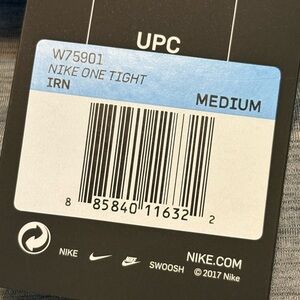 UPC
W75901
NIKE ONE TIGHT
IRN
MEDIUM
8 85840 11632 2
NIKE
SWOOSH
NIKE.COM
© 2017 Nike